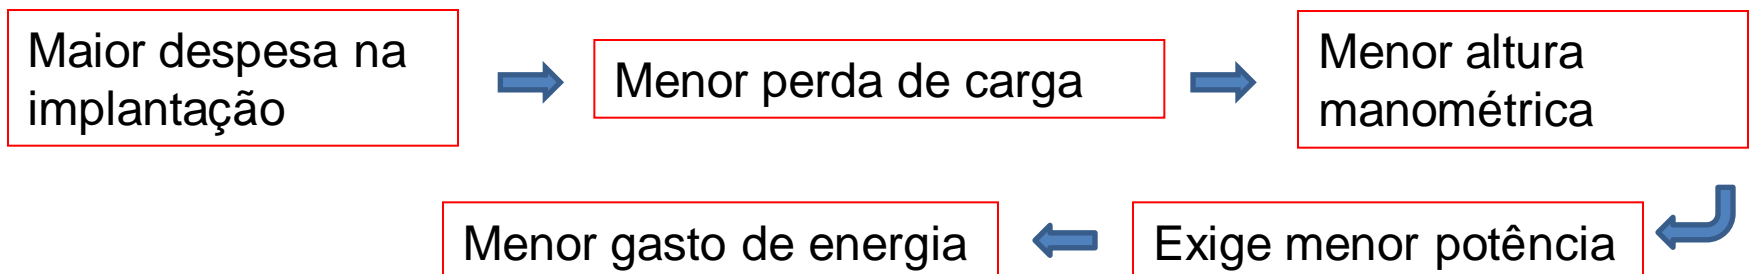 Maior despesa na
implantação
Menor perda de carga
Menor altura
manométrica
Exige menor potência
Menor gasto de energia